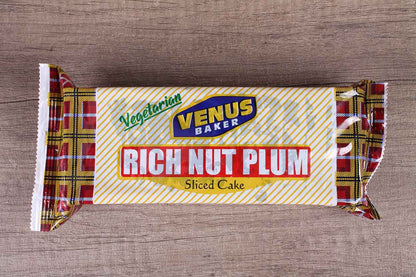 Vegetarian
VENUS
BAKER
RICH NUT PLUM
Sliced Cake